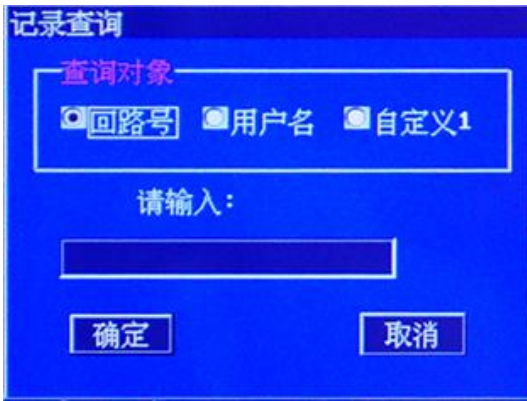 记录查询
查询对象
回路号 用户名 自定义1
请输入:
确定 取消